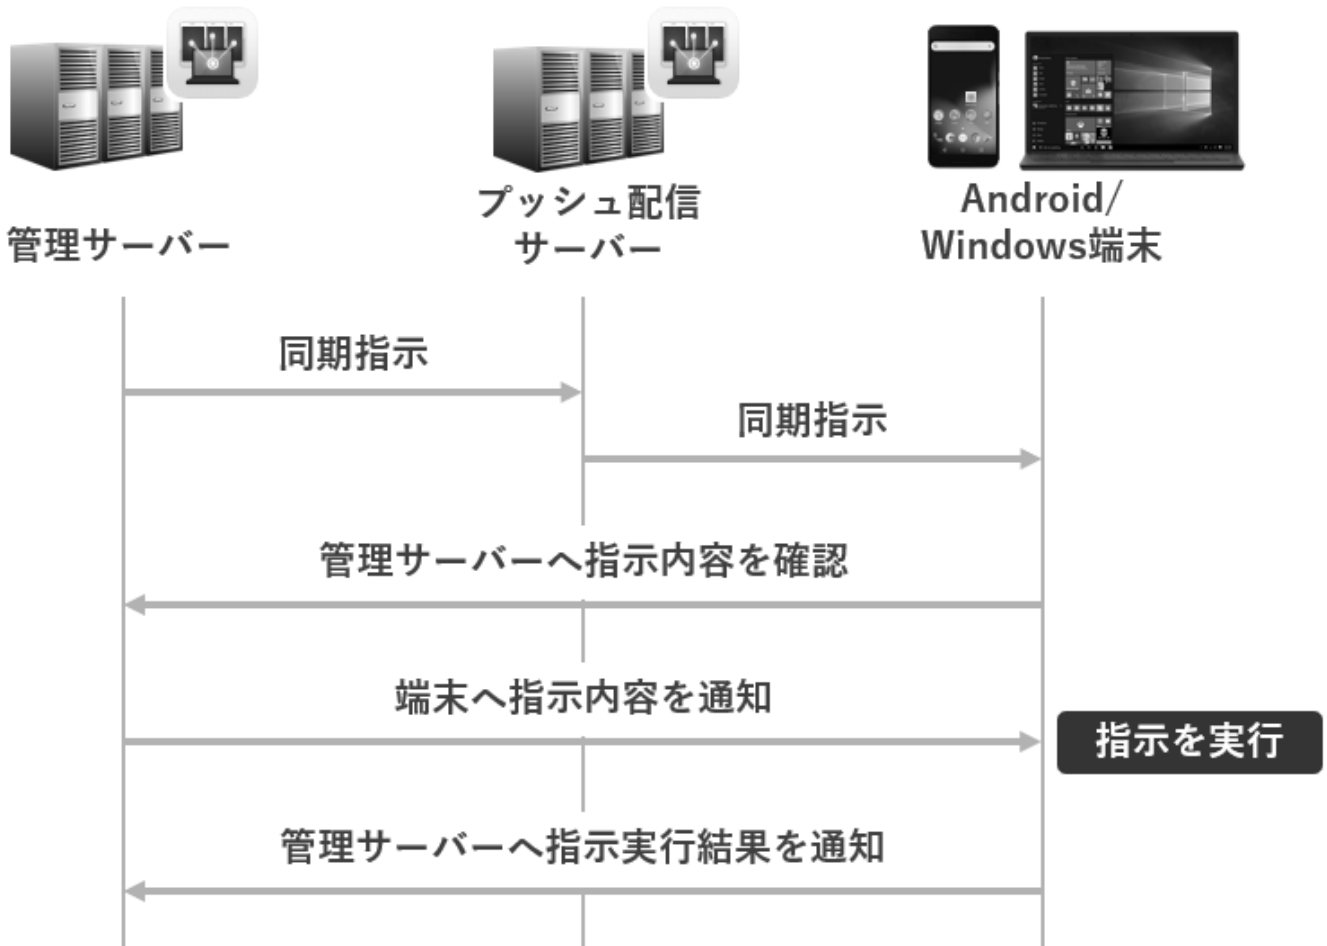 管理サーバー
プッシュ配信
サーバー
Android/
Windows端末
同期指示
同期指示
管理サーバーへ指示内容を確認
端末へ指示内容を通知
指示を実行
管理サーバーへ指示実行結果を通知